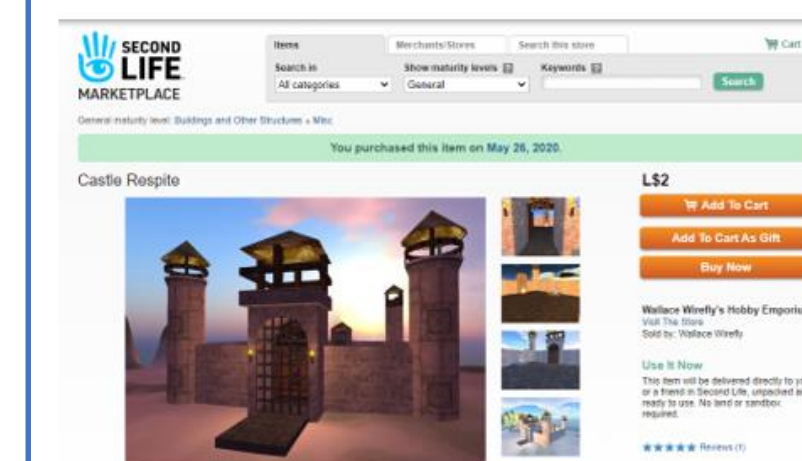 SECOND
LIFE
MARKETPLACE
Items
Merchants/Stores
Search this store
Cart
Search in
Show maturity levels
Keywords
All categories
General
Search
General maturity level: Buildings and Other Structures » Misc
You purchased this item on May 26, 2020.
Castle Respite
L$2
Add To Cart
Add To Cart As Gift
Buy Now
Wallace Wirefly's Hobby Emporiu
Visit The Store
Sold by: Wallace Wirefly
Use It Now
This item will be delivered directly to yo
or a friend in Second Life, unpacked a
ready to use. No land or sandbox
required.
Reviews (1)